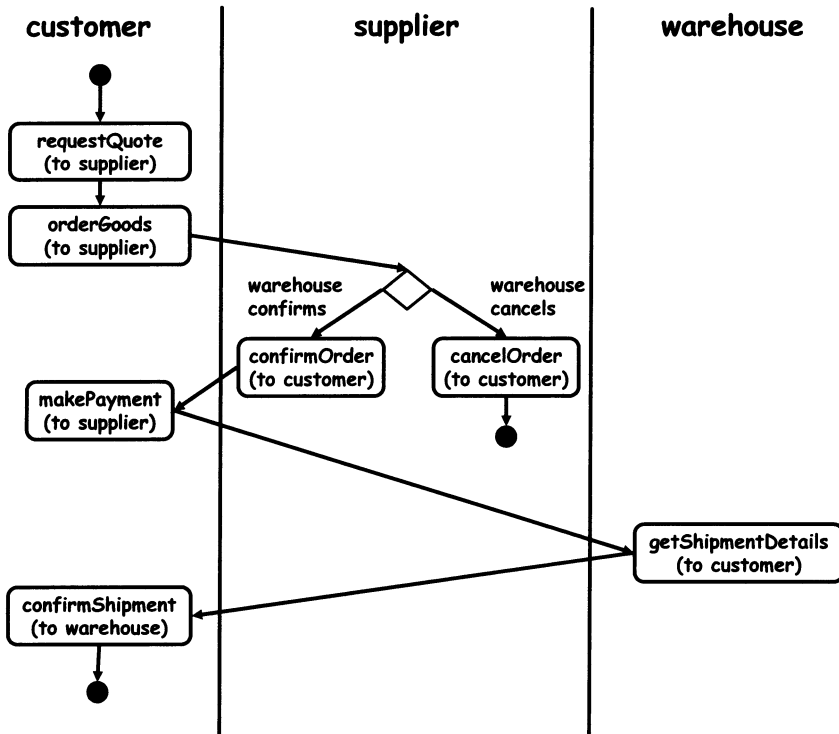 customer
supplier
warehouse
requestQuote
(to supplier)
orderGoods
(to supplier)
warehouse
confirms
warehouse
cancels
confirmOrder
(to customer)
cancelOrder
(to customer)
makePayment
(to supplier)
getShipmentDetails
(to customer)
confirmShipment
(to warehouse)